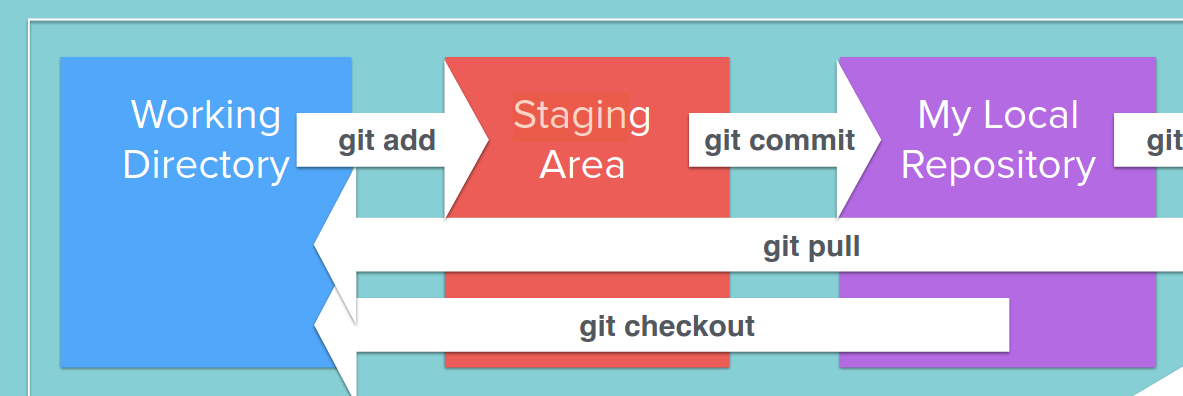 Working
Directory
git add
Staging
Area
git commit
My Local
Repository
git
git pull
git checkout